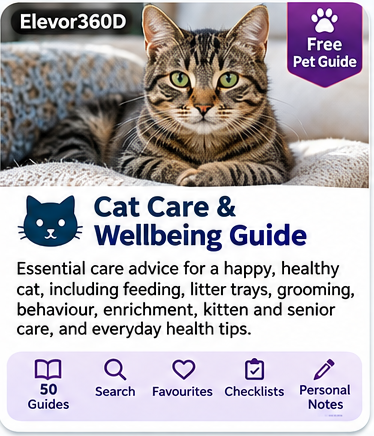 Elevor360D
Free
Pet Guide
Cat Care &
Wellbeing Guide
Essential care advice for a happy, healthy
cat, including feeding, litter trays, grooming,
behaviour, enrichment, kitten and senior
care, and everyday health tips.
50
Guides
Search
Favourites
Checklists
Personal
Notes